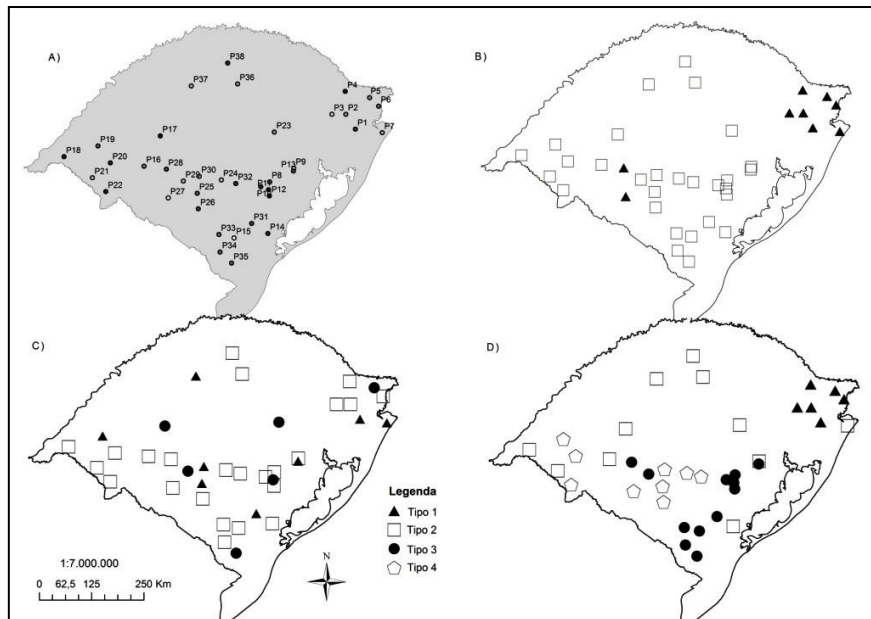 A)
P38
P37
P36
P4
P5
P6
P3
P2
P1
P7
P23
P17
P19
P18
P20
P16
P28
P21
P22
P30
P29
P24
P32
P27
P25
P26
P13
P9
P8
P12
P31
P33
P15
P14
P34
P35
B)
C)
D)
Legenda
Tipo 1
Tipo 2
Tipo 3
Tipo 4
1:7.000.000
0 62,5 125 250 Km
N